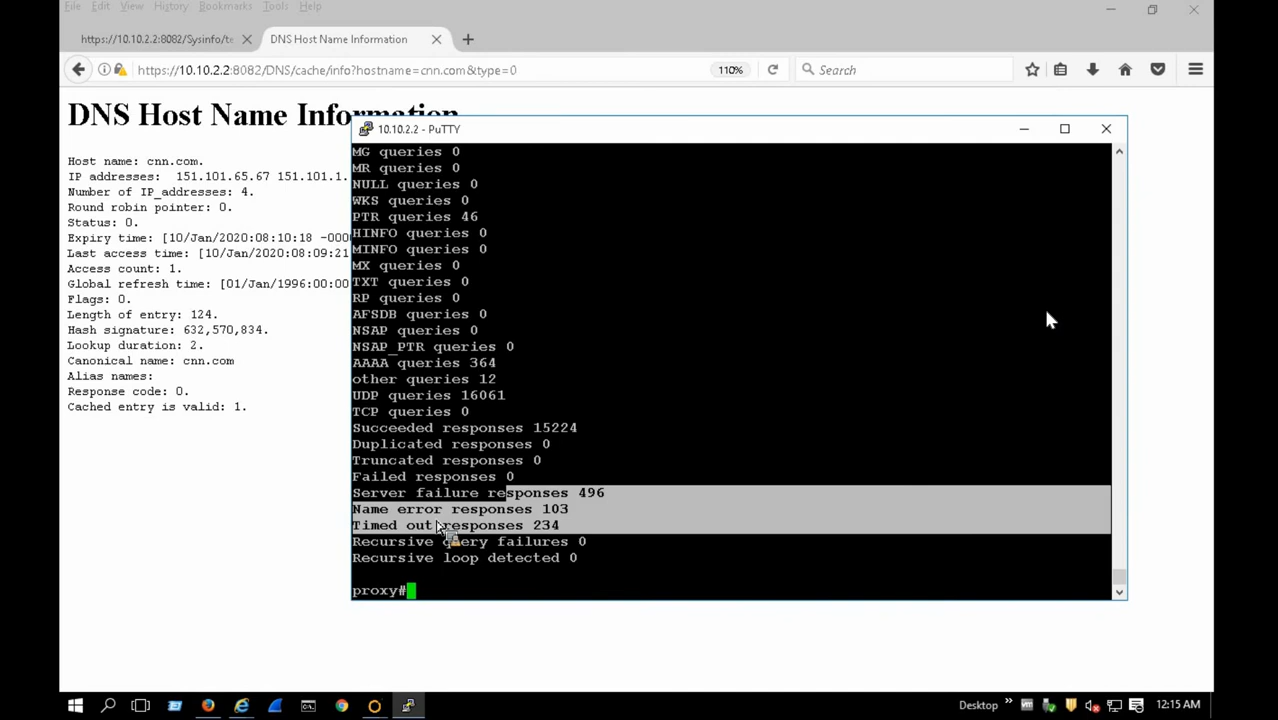 File Edit View History Bookmarks Tools Help
https://10.10.2.2:8082/Sysinfo/te
DNS Host Name Information
https://10.10.2.2:8082/DNS/cache/info?hostname=cnn.com&type=0
110%
Search
DNS Host Name Information
Host name: cnn.com.
IP addresses: 151.101.65.67 151.101.1.
Number of IP_addresses: 4.
Round robin pointer: 0.
Status: 0.
Expiry time: [10/Jan/2020:08:10:18 -000
Last access time: [10/Jan/2020:08:09:21
Access count: 1.
Global refresh time: [01/Jan/1996:00:00
Flags: 0.
Length of entry: 124.
Hash signature: 632,570,834.
Lookup duration: 2.
Canonical name: cnn.com
Alias names:
Response code: 0.
Cached entry is valid: 1.
10.10.2.2 - PuTTY
MG queries 0
MR queries 0
NULL queries 0
WKS queries 0
PTR queries 46
HINFO queries 0
MINFO queries 0
MX queries 0
TXT queries 0
RP queries 0
AFSDB queries 0
NSAP queries 0
NSAP_PTR queries 0
AAAA queries 364
other queries 12
UDP queries 16061
TCP queries 0
Succeeded responses 15224
Duplicated responses 0
Truncated responses 0
Failed responses 0
Server failure responses 496
Name error responses 103
Timed out responses 234
Recursive query failures 0
Recursive loop detected 0
proxy#
Desktop
12:15 AM